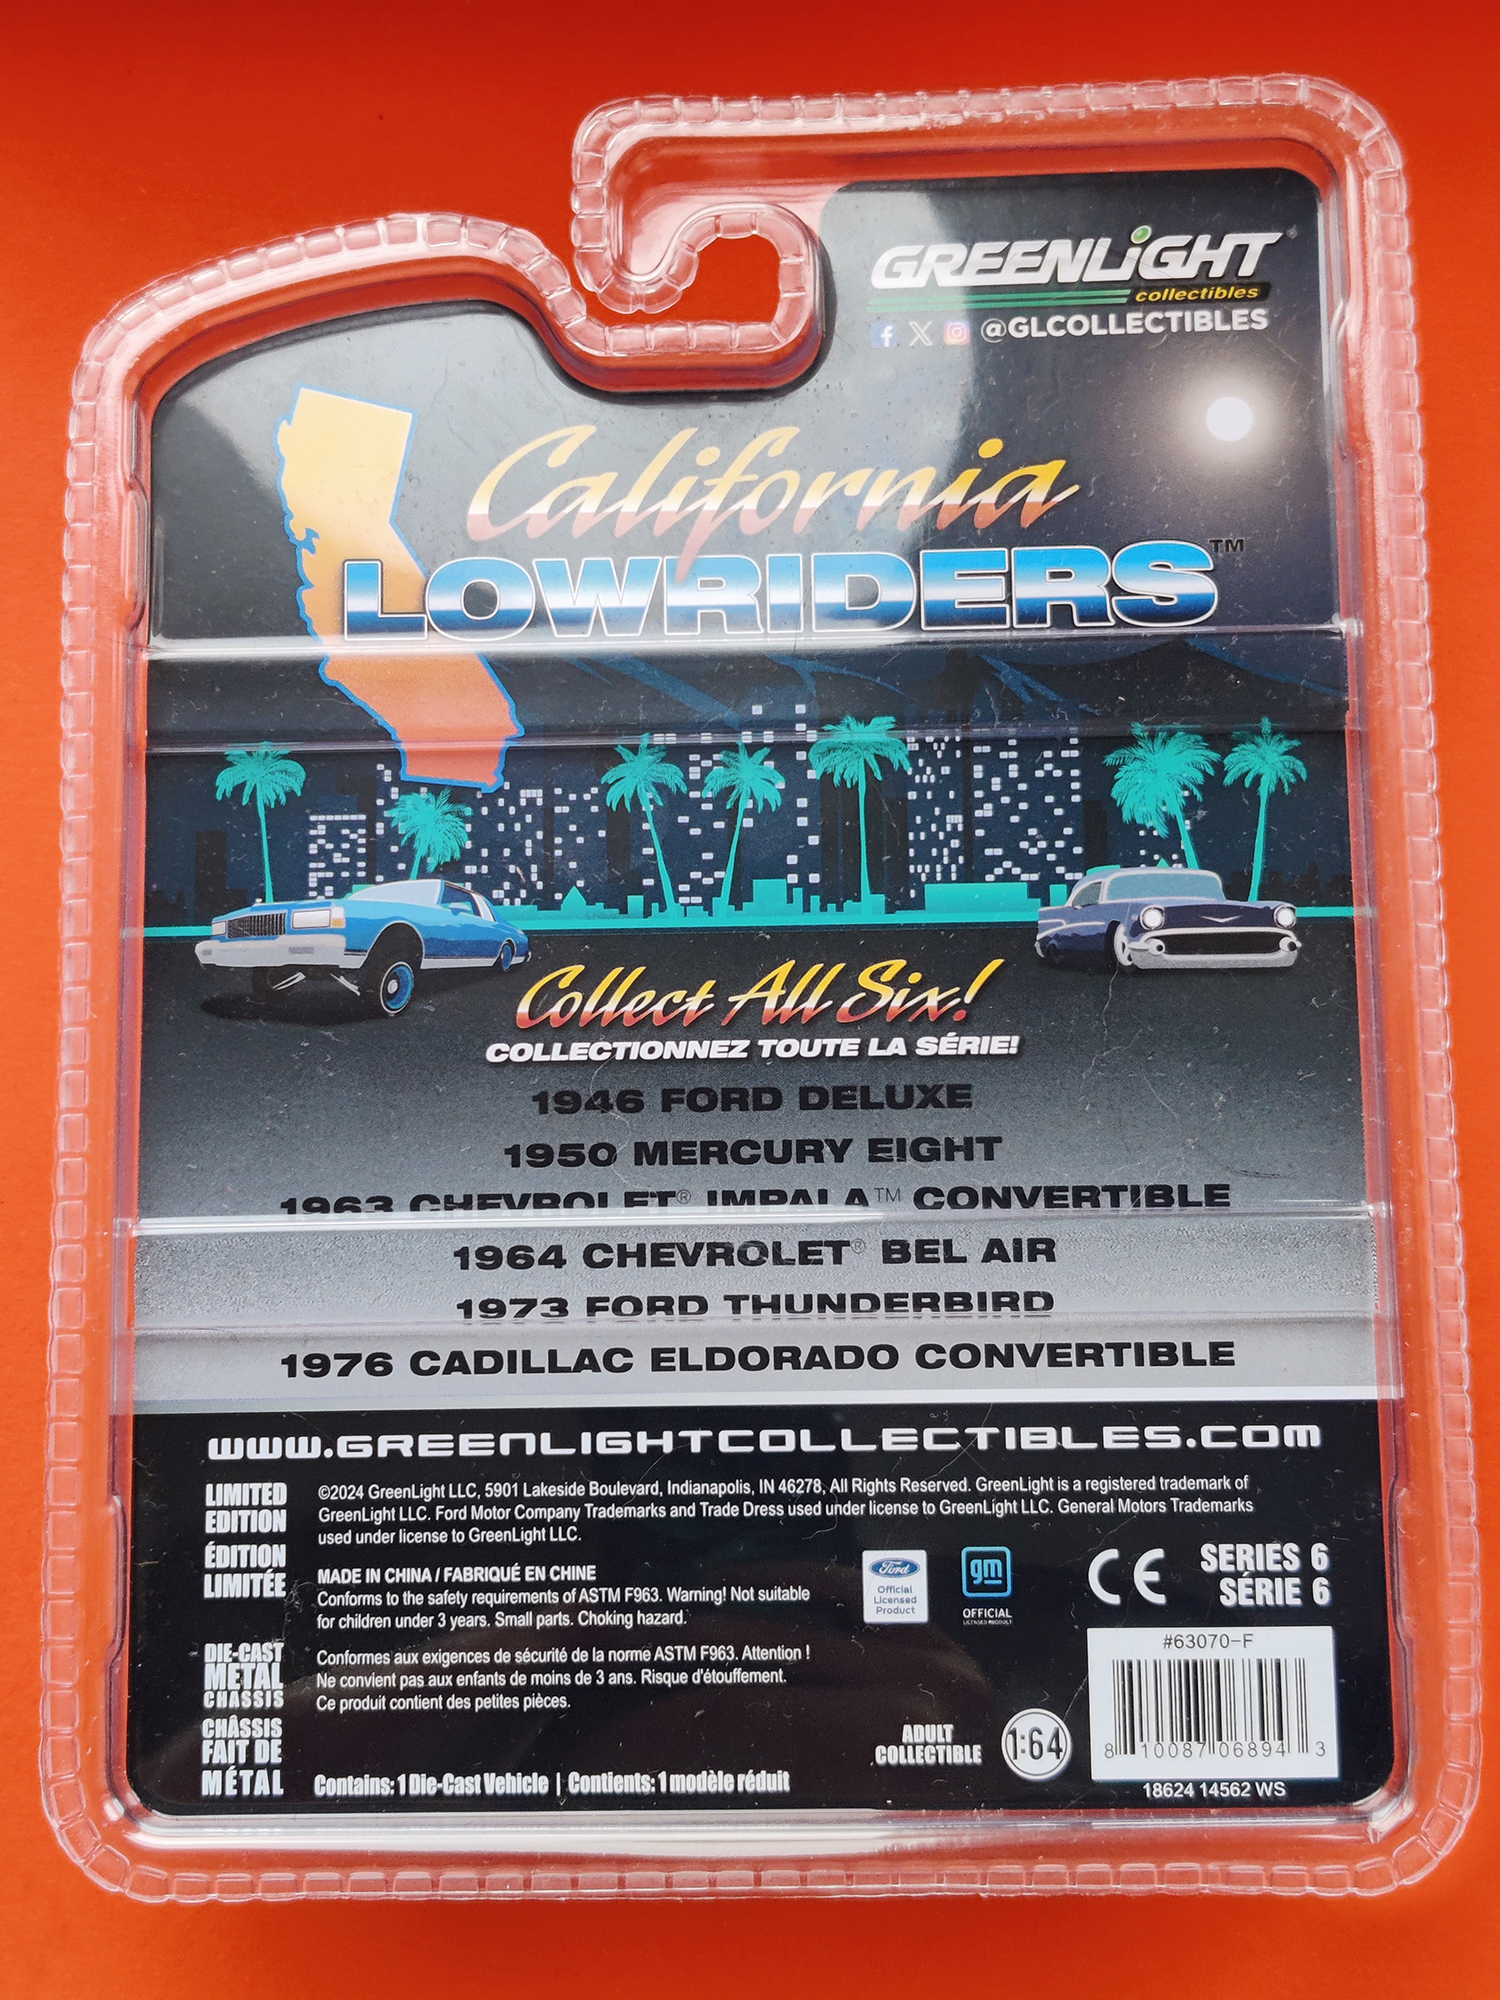 GREENLiGHT®
collectibles
@GLCOLLECTIBLES
California
LOWRIDERS™
Collect All Six!
COLLECTIONNEZ TOUTE LA SÉRIE!
1946 FORD DELUXE
1950 MERCURY EIGHT
1963 CHEVROLET® IMPALA™ CONVERTIBLE
1964 CHEVROLET® BEL AIR
1973 FORD THUNDERBIRD
1976 CADILLAC ELDORADO CONVERTIBLE
www.GREENLIGHTCOLLECTIBLES.com
LIMITED
EDITION
ÉDITION
LIMITÉE
©2024 GreenLight LLC, 5901 Lakeside Boulevard, Indianapolis, IN 46278, All Rights Reserved. GreenLight is a registered trademark of
GreenLight LLC. Ford Motor Company Trademarks and Trade Dress used under license to GreenLight LLC. General Motors Trademarks
used under license to GreenLight LLC.
MADE IN CHINA / FABRIQUÉ EN CHINE
Conforms to the safety requirements of ASTM F963. Warning! Not suitable
for children under 3 years. Small parts. Choking hazard.
Ford
Official
Licensed
Product
gm
OFFICIAL
LICENSED PRODUCT
CE
SERIES 6
SÉRIE 6
DIE-CAST
METAL
CHASSIS
CHÂSSIS
FAIT DE
MÉTAL
Conformes aux exigences de sécurité de la norme ASTM F963. Attention !
Ne convient pas aux enfants de moins de 3 ans. Risque d'étouffement.
Ce produit contient des petites pièces.
Contains: 1 Die-Cast Vehicle | Contients: 1 modèle réduit
ADULT
COLLECTIBLE
1:64
#63070-F
8 10087 06894 3
18624 14562 WS